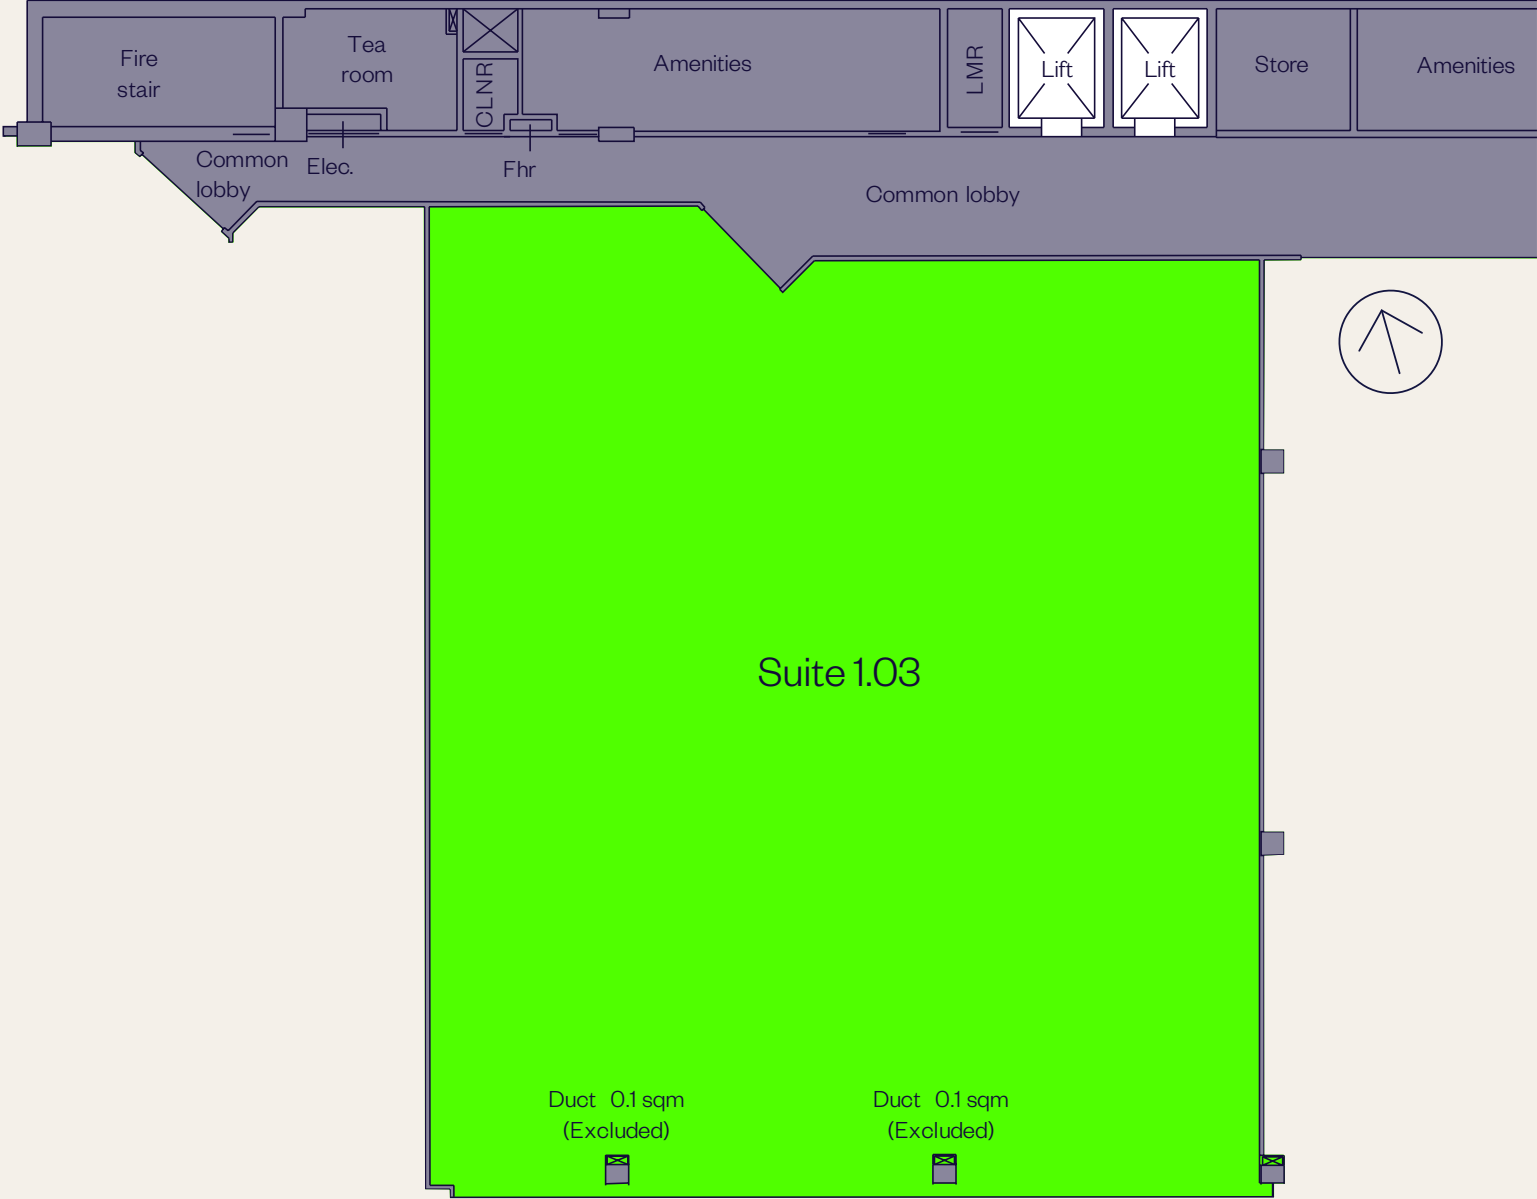 Fire
stair
Tea
room
CLNR
Amenities
LMR
Lift
Lift
Store
Amenities
Common
lobby
Elec.
Fhr
Common lobby
Suite 1.03
Duct 0.1 sqm
(Excluded)
Duct 0.1 sqm
(Excluded)